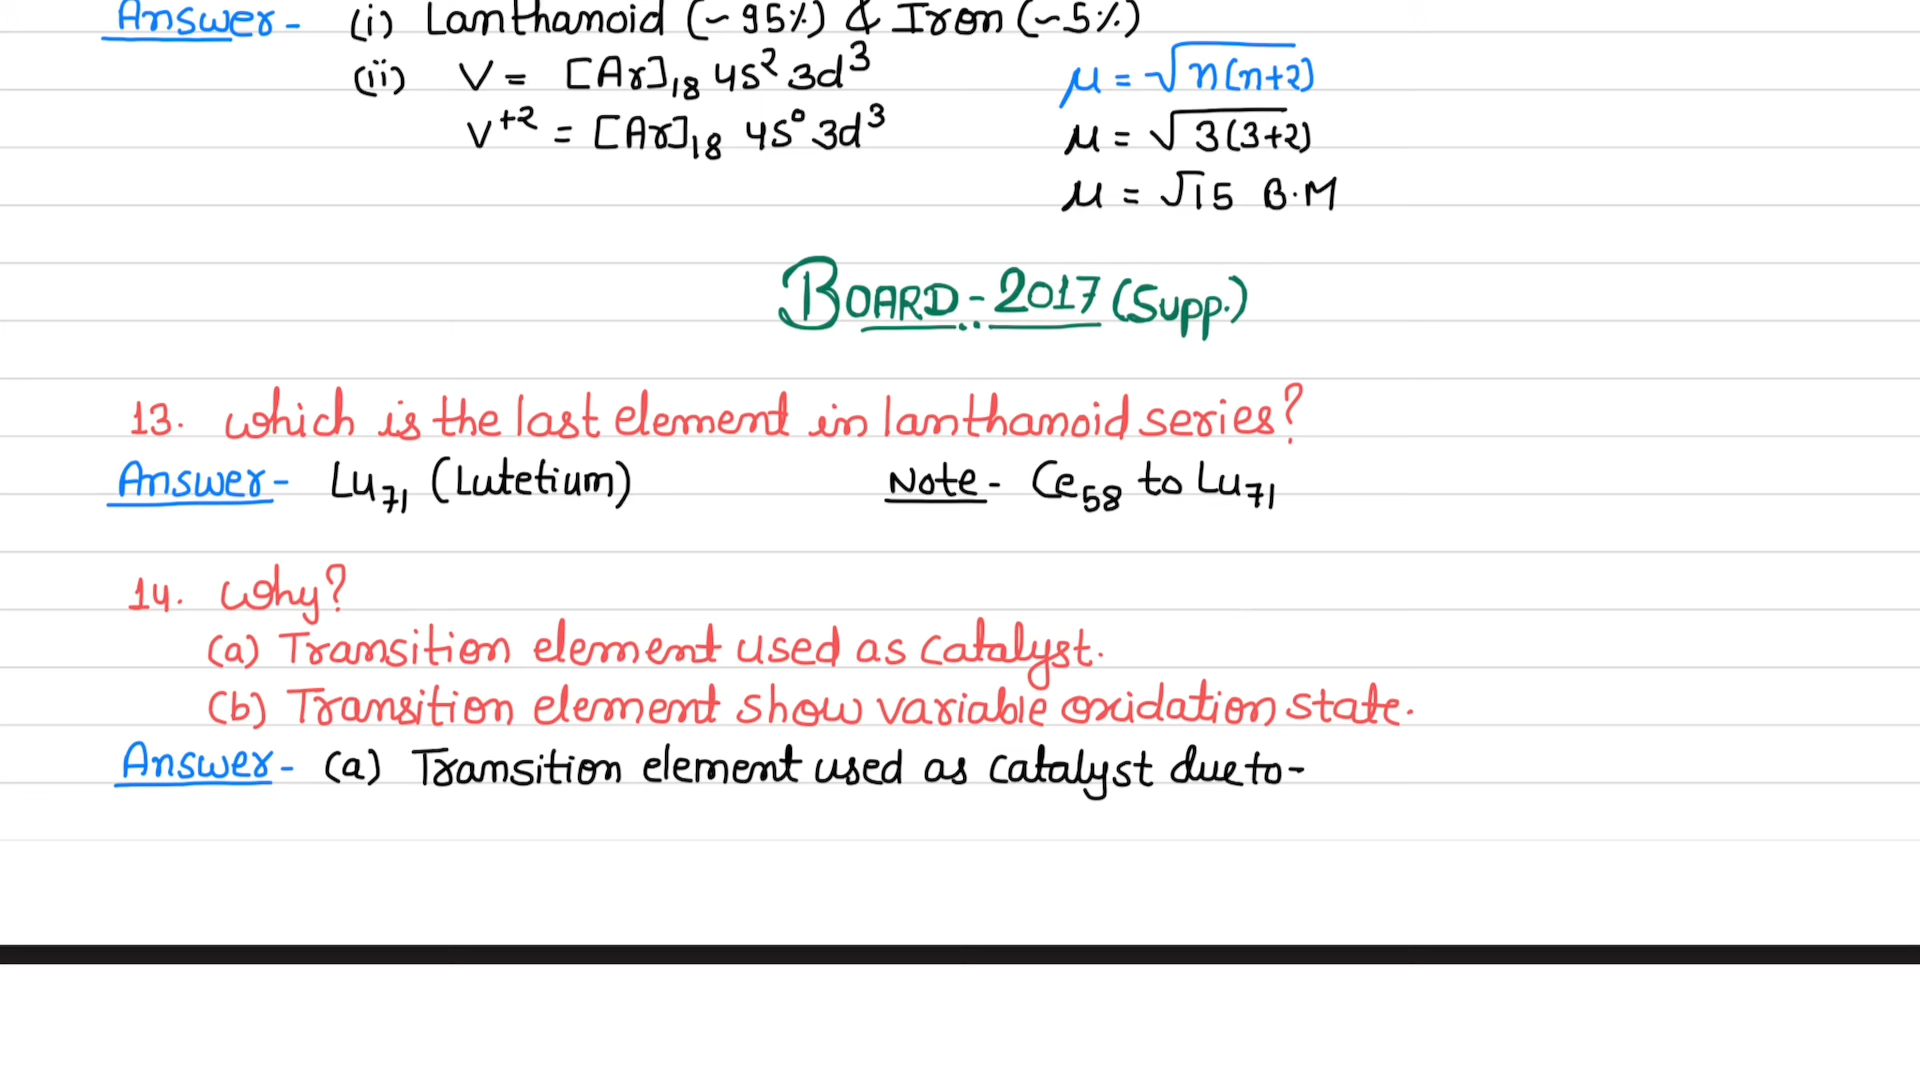 Answer- (i) Lanthanoid (~95%) & Iron (~5%)
(ii) V = [Ar]₁₈ 4s² 3d³ μ = √n(n+2)
V⁺² = [Ar]₁₈ 4s⁰ 3d³ μ = √3(3+2)
μ = √15 B.M
BOARD-2017 (Supp.)
13. Which is the last element in lanthanoid series?
Answer- Lu₇₁ (Lutetium) Note- Ce₅₈ to Lu₇₁
14. Why?
(a) Transition element used as catalyst.
(b) Transition element show variable oxidation state.
Answer- (a) Transition element used as catalyst due to-